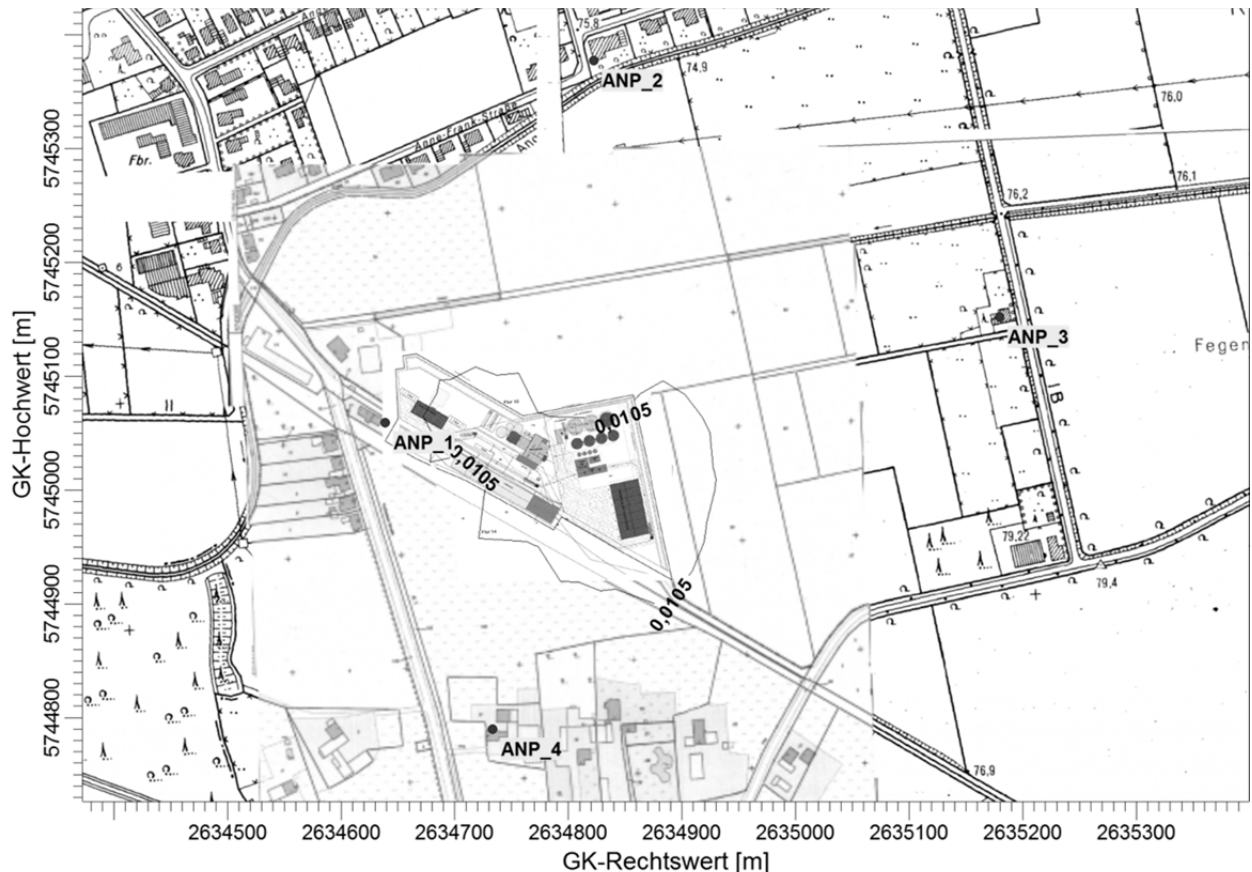 75,8
ANP_2
74,9
76,0
Fbr.
Anne-Frank-Straße
76,1
76,2
ANP_3
Fegen
0,0105
ANP_1
0,0105
79,22
79,4
0,0105
ANP_4
76,9
5745300
5745200
5745100
5745000
5744900
5744800
GK-Hochwert [m]
2634500 2634600 2634700 2634800 2634900 2635000 2635100 2635200 2635300
GK-Rechtswert [m]